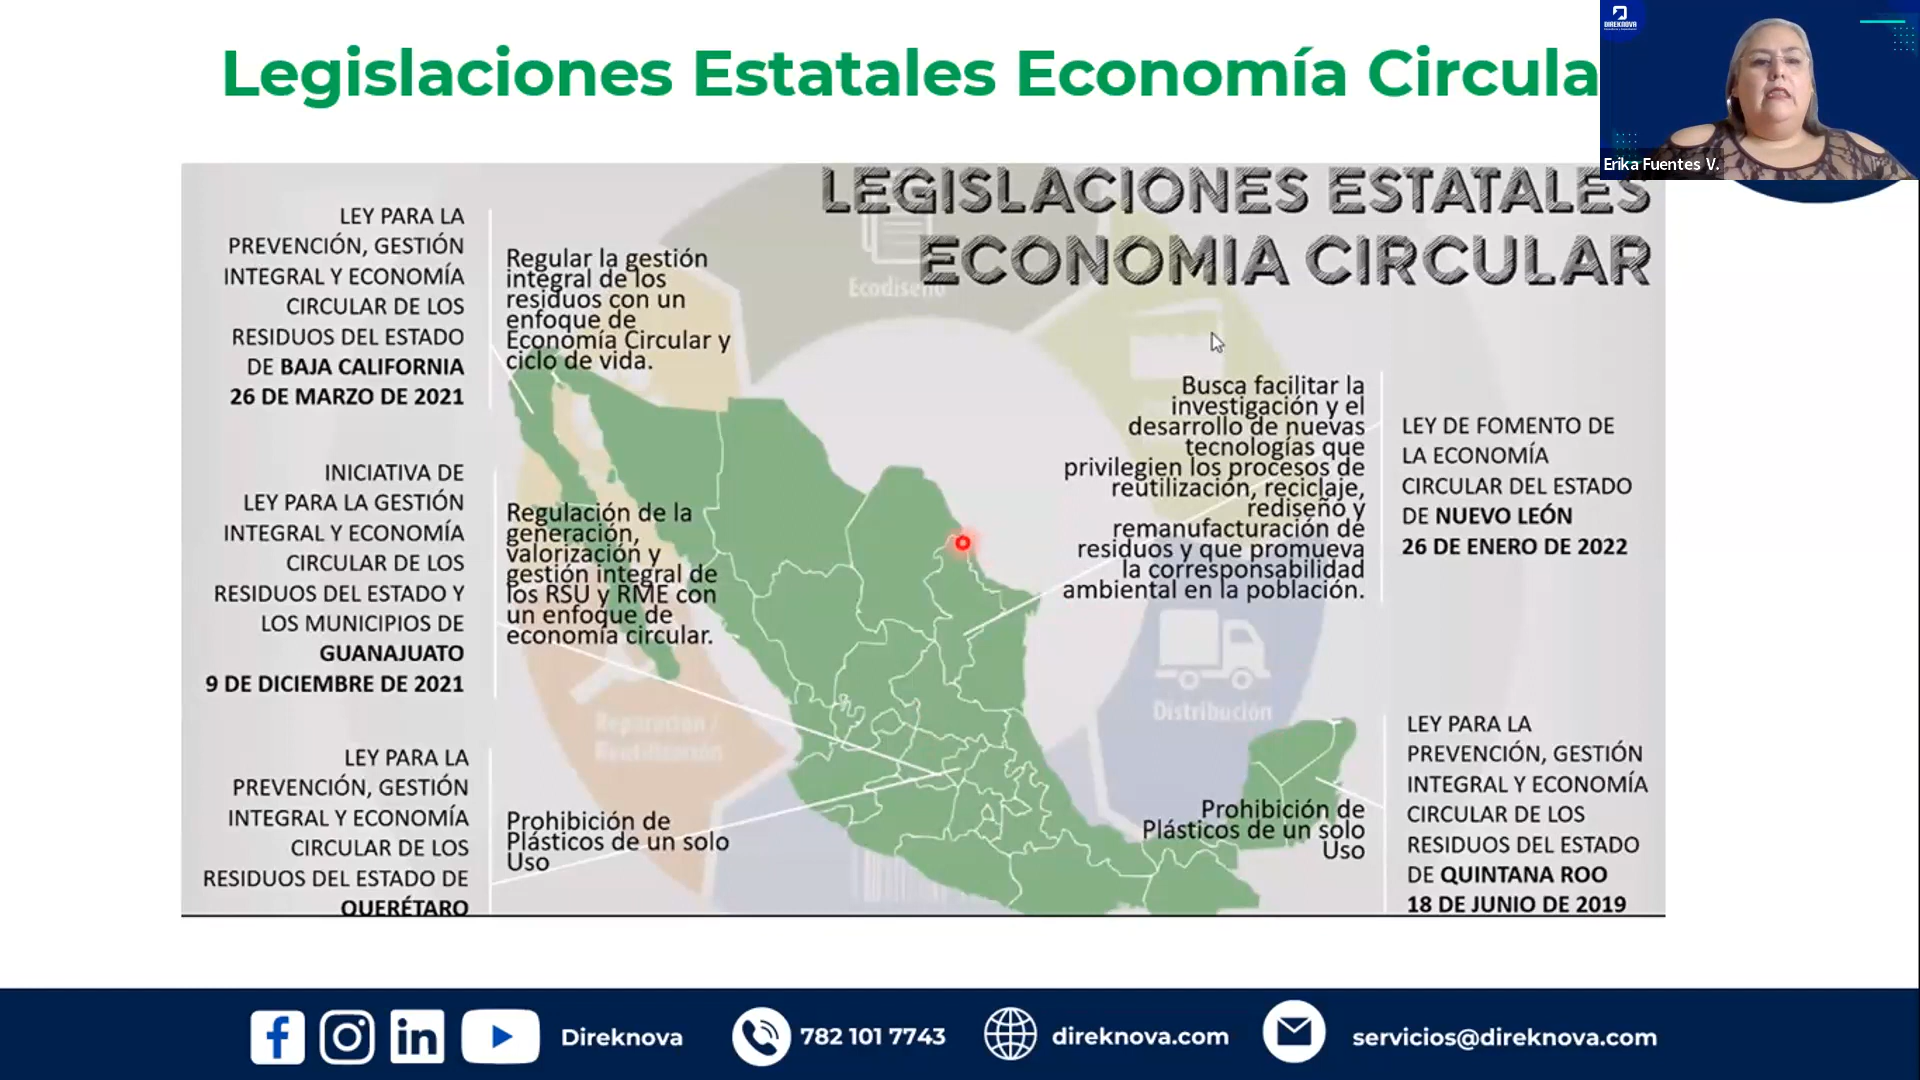 Legislaciones Estatales Economía Circula
DIREKNOVA
Erika Fuentes V.
LEGISLACIONES ESTATALES
ECONOMIA CIRCULAR
LEY PARA LA
PREVENCIÓN, GESTIÓN
INTEGRAL Y ECONOMÍA
CIRCULAR DE LOS
RESIDUOS DEL ESTADO
DE BAJA CALIFORNIA
26 DE MARZO DE 2021
Regular la gestión
integral de los
residuos con un
enfoque de
Economía Circular y
ciclo de vida.
Ecodiseño
INICIATIVA DE
LEY PARA LA GESTIÓN
INTEGRAL Y ECONOMÍA
CIRCULAR DE LOS
RESIDUOS DEL ESTADO Y
LOS MUNICIPIOS DE
GUANAJUATO
9 DE DICIEMBRE DE 2021
Regulación de la
generación,
valorización y
gestión integral de
los RSU y RME con
un enfoque de
economía circular.
Busca facilitar la
investigación y el
desarrollo de nuevas
tecnologías que
privilegien los procesos de
reutilización, reciclaje,
rediseño y
remanufacturación de
residuos y que promueva
la corresponsabilidad
ambiental en la población.
LEY DE FOMENTO DE
LA ECONOMÍA
CIRCULAR DEL ESTADO
DE NUEVO LEÓN
26 DE ENERO DE 2022
Reparación /
Reutilización
Distribución
LEY PARA LA
PREVENCIÓN, GESTIÓN
INTEGRAL Y ECONOMÍA
CIRCULAR DE LOS
RESIDUOS DEL ESTADO DE
QUERÉTARO
Prohibición de
Plásticos de un solo
Uso
Prohibición de
Plásticos de un solo
Uso
LEY PARA LA
PREVENCIÓN, GESTIÓN
INTEGRAL Y ECONOMÍA
CIRCULAR DE LOS
RESIDUOS DEL ESTADO
DE QUINTANA ROO
18 DE JUNIO DE 2019
Direknova
782 101 7743
direknova.com
servicios@direknova.com